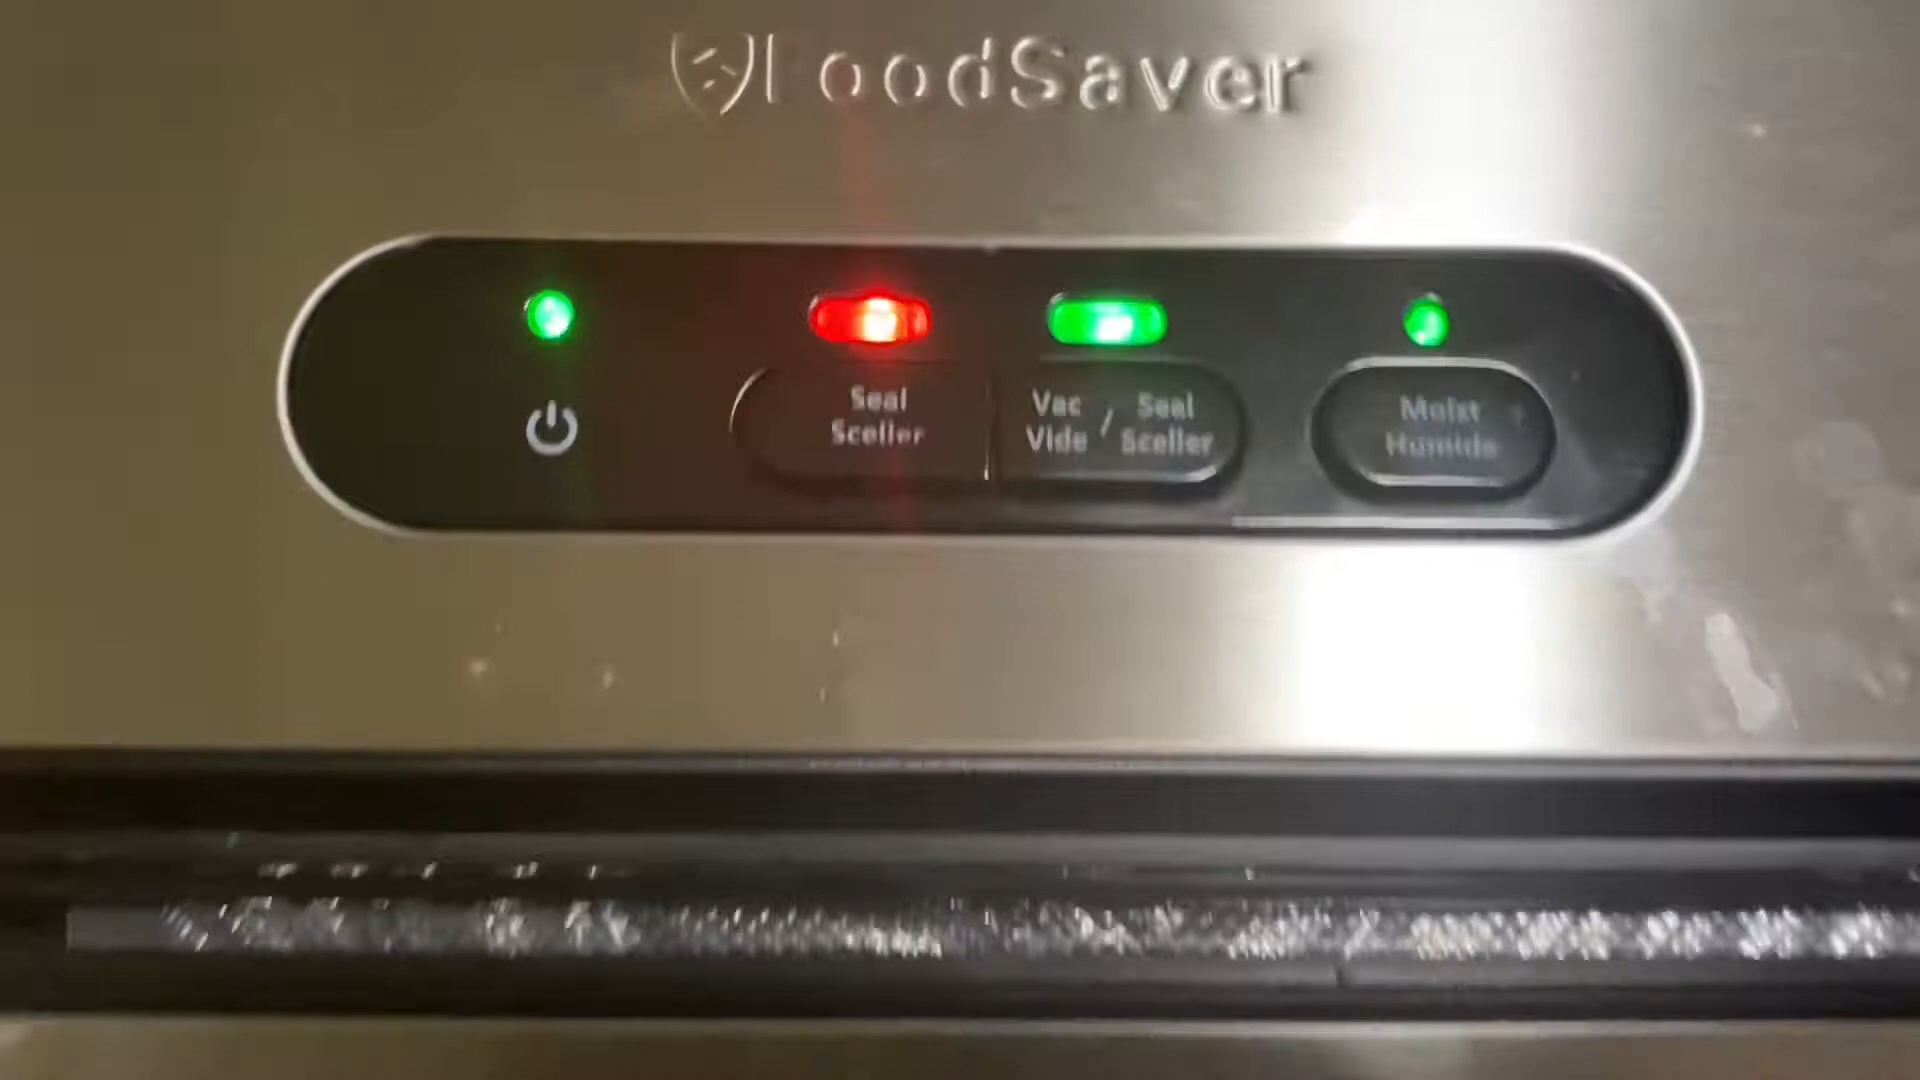 FoodSaver
Seal
Sceller
Vac / Seal
Vide Sceller
Moist
Humide